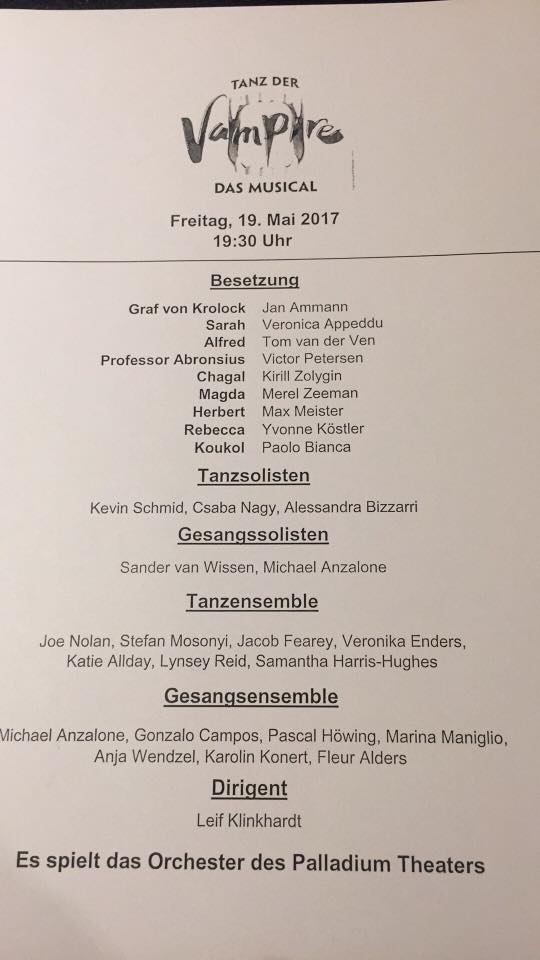 TANZ DER
Vampire
DAS MUSICAL
Freitag, 19. Mai 2017
19:30 Uhr
Besetzung
Graf von Krolock Jan Ammann
Sarah Veronica Appeddu
Alfred Tom van der Ven
Professor Abronsius Victor Petersen
Chagal Kirill Zolygin
Magda Merel Zeeman
Herbert Max Meister
Rebecca Yvonne Köstler
Koukol Paolo Bianca
Tanzsolisten
Kevin Schmid, Csaba Nagy, Alessandra Bizzarri
Gesangssolisten
Sander van Wissen, Michael Anzalone
Tanzensemble
Joe Nolan, Stefan Mosonyi, Jacob Fearey, Veronika Enders,
Katie Allday, Lynsey Reid, Samantha Harris-Hughes
Gesangsensemble
Michael Anzalone, Gonzalo Campos, Pascal Höwing, Marina Maniglio,
Anja Wendzel, Karolin Konert, Fleur Alders
Dirigent
Leif Klinkhardt
Es spielt das Orchester des Palladium Theaters